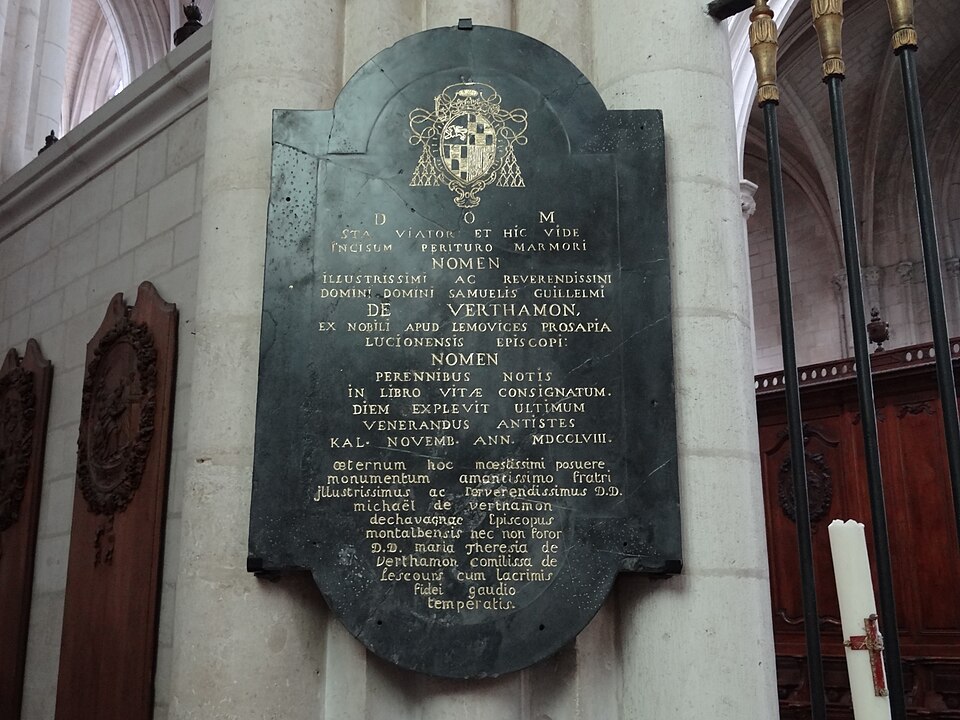 D O M
STA VIATOR ET HIC VIDE
INCISUM PERITURO MARMORI
NOMEN
ILLUSTRISSIMI AC REVERENDISSINI
DOMINI DOMINI SAMUELIS GUILLELMI
DE VERTHAMON,
EX NOBILI APUD LEMOVICES PROSAPIA
LUCIONENSIS EPISCOPI:
NOMEN
PERENNIBUS NOTIS
IN LIBRO VITÆ CONSIGNATUM.
DIEM EXPLEVIT ULTIMUM
VENERANDUS ANTISTES
KAL. NOVEMB. ANN. MDCCLVIII.
æternum hoc mœstissimi posuere
monumentum amantissimo fratri
jllustrissimus ac reverendissimus D.D.
michaël de verthamon
dechavagnac Episcopus
montalbensis nec non soror
D.D. maria Theresia de
verthamon comilissa de
Lescours cum lacrimis
fidei gaudio
temperatis.